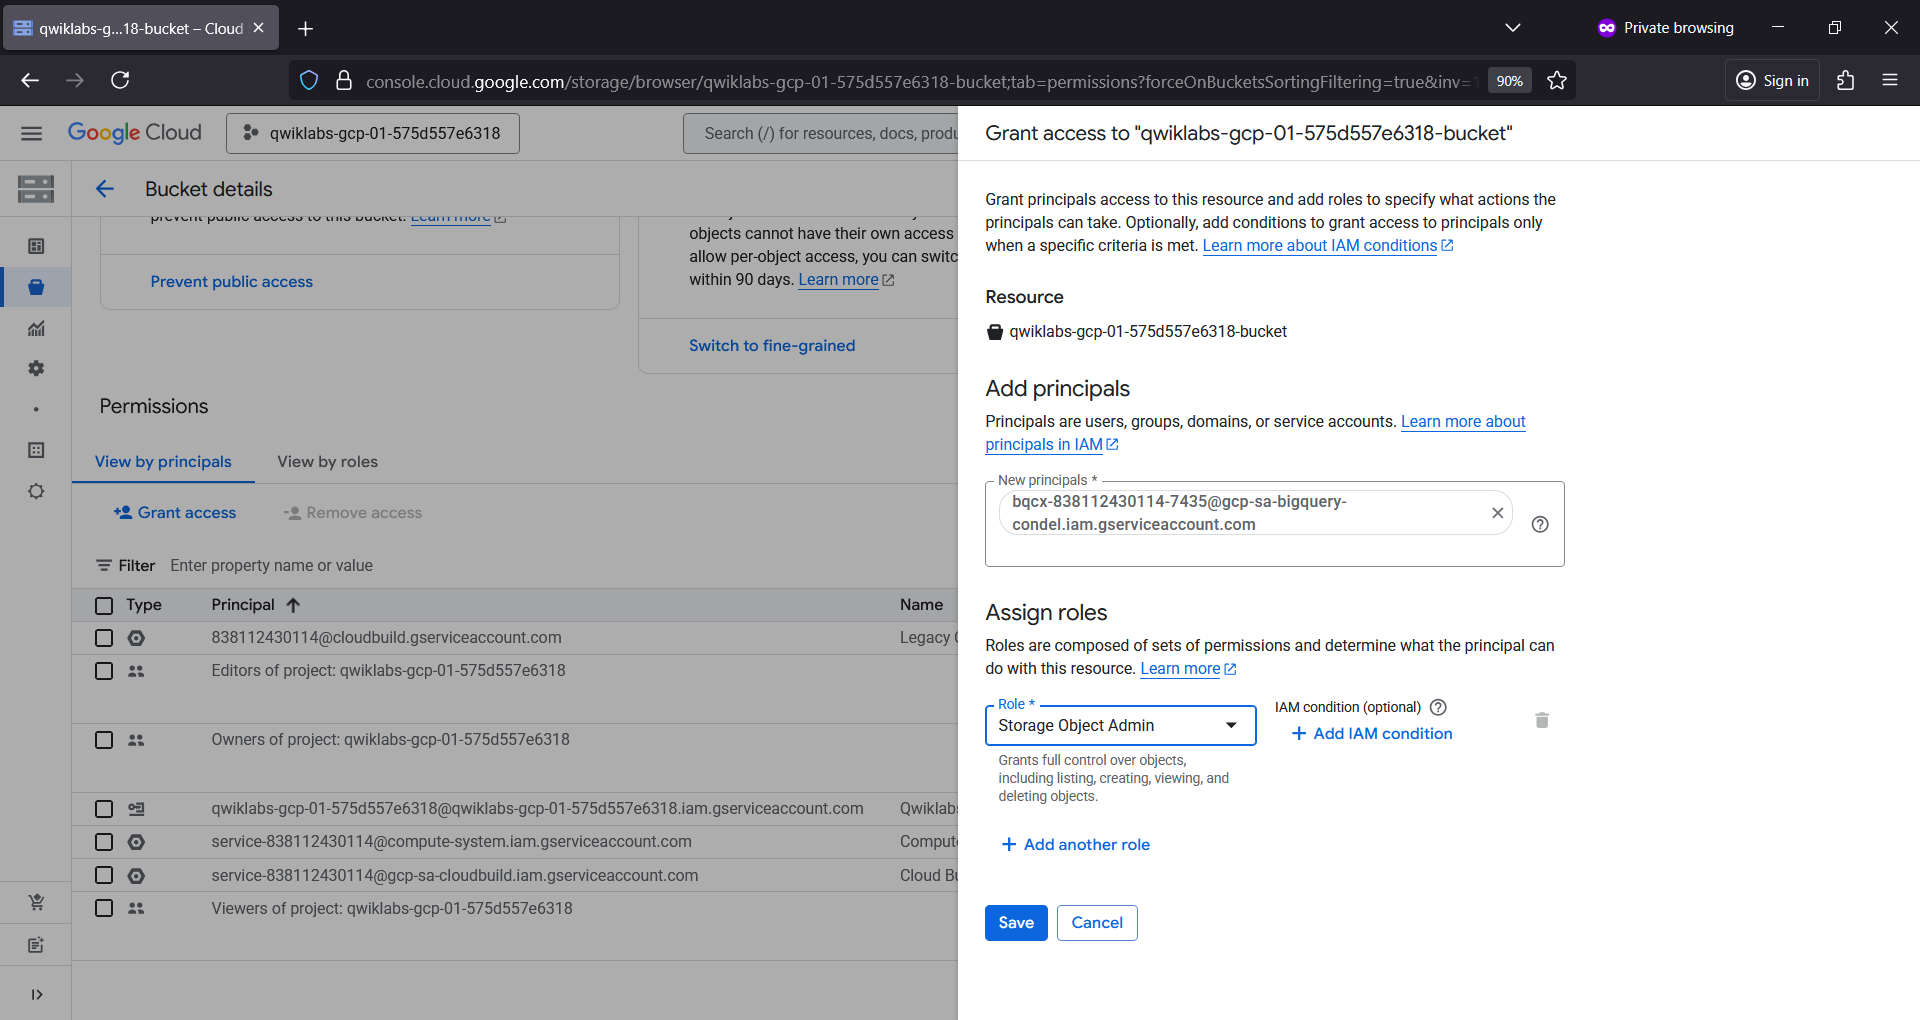 qwiklabs-g...18-bucket – Cloud
Private browsing
console.cloud.google.com/storage/browser/qwiklabs-gcp-01-575d557e6318-bucket;tab=permissions?forceOnBucketsSortingFiltering=true&inv=
90%
Sign in
Google Cloud
qwiklabs-gcp-01-575d557e6318
Search (/) for resources, docs, produ
Bucket details
prevent public access to this bucket. Learn more
Prevent public access
objects cannot have their own access
allow per-object access, you can switc
within 90 days. Learn more
Switch to fine-grained
Permissions
View by principals
View by roles
Grant access
Remove access
Filter
Enter property name or value
Type
Principal
Name
838112430114@cloudbuild.gserviceaccount.com
Legacy
Editors of project: qwiklabs-gcp-01-575d557e6318
Owners of project: qwiklabs-gcp-01-575d557e6318
qwiklabs-gcp-01-575d557e6318@qwiklabs-gcp-01-575d557e6318.iam.gserviceaccount.com
Qwiklab
service-838112430114@compute-system.iam.gserviceaccount.com
Comput
service-838112430114@gcp-sa-cloudbuild.iam.gserviceaccount.com
Cloud B
Viewers of project: qwiklabs-gcp-01-575d557e6318
Grant access to "qwiklabs-gcp-01-575d557e6318-bucket"
Grant principals access to this resource and add roles to specify what actions the
principals can take. Optionally, add conditions to grant access to principals only
when a specific criteria is met. Learn more about IAM conditions
Resource
qwiklabs-gcp-01-575d557e6318-bucket
Add principals
Principals are users, groups, domains, or service accounts. Learn more about
principals in IAM
New principals *
bqcx-838112430114-7435@gcp-sa-bigquery-
condel.iam.gserviceaccount.com
Assign roles
Roles are composed of sets of permissions and determine what the principal can
do with this resource. Learn more
Role *
Storage Object Admin
IAM condition (optional)
Add IAM condition
Grants full control over objects,
including listing, creating, viewing, and
deleting objects.
Add another role
Save
Cancel